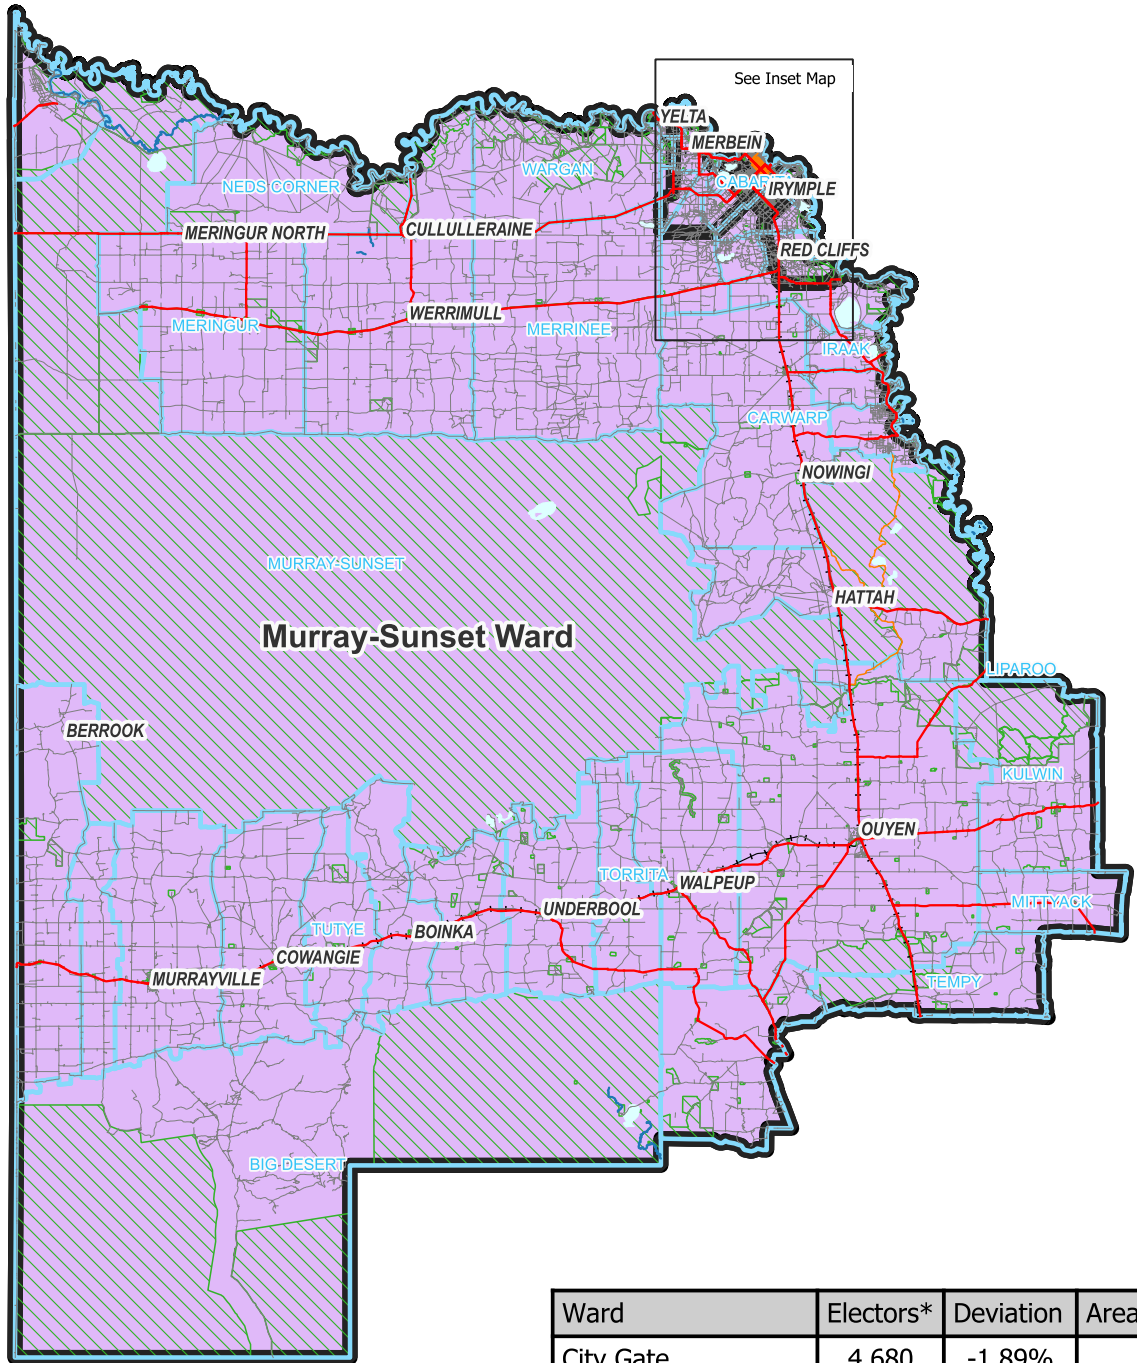 See Inset Map
YELTA
MERBEIN
WARGAN
CABARITA
IRYMPLE
NEDS CORNER
MERINGUR NORTH
CULLULLERAINE
RED CLIFFS
WERRIMULL
MERINGUR
MERRINEE
IRAAK
CARWARP
NOWINGI
MURRAY-SUNSET
HATTAH
Murray-Sunset Ward
LIPAROO
BERROOK
KULWIN
OUYEN
TORRITA
WALPEUP
MITTYACK
UNDERBOOL
TUTYE
BOINKA
COWANGIE
MURRAYVILLE
TEMPY
BIG DESERT
Ward Electors* Deviation Area
City Gate 4,680 -1.89%